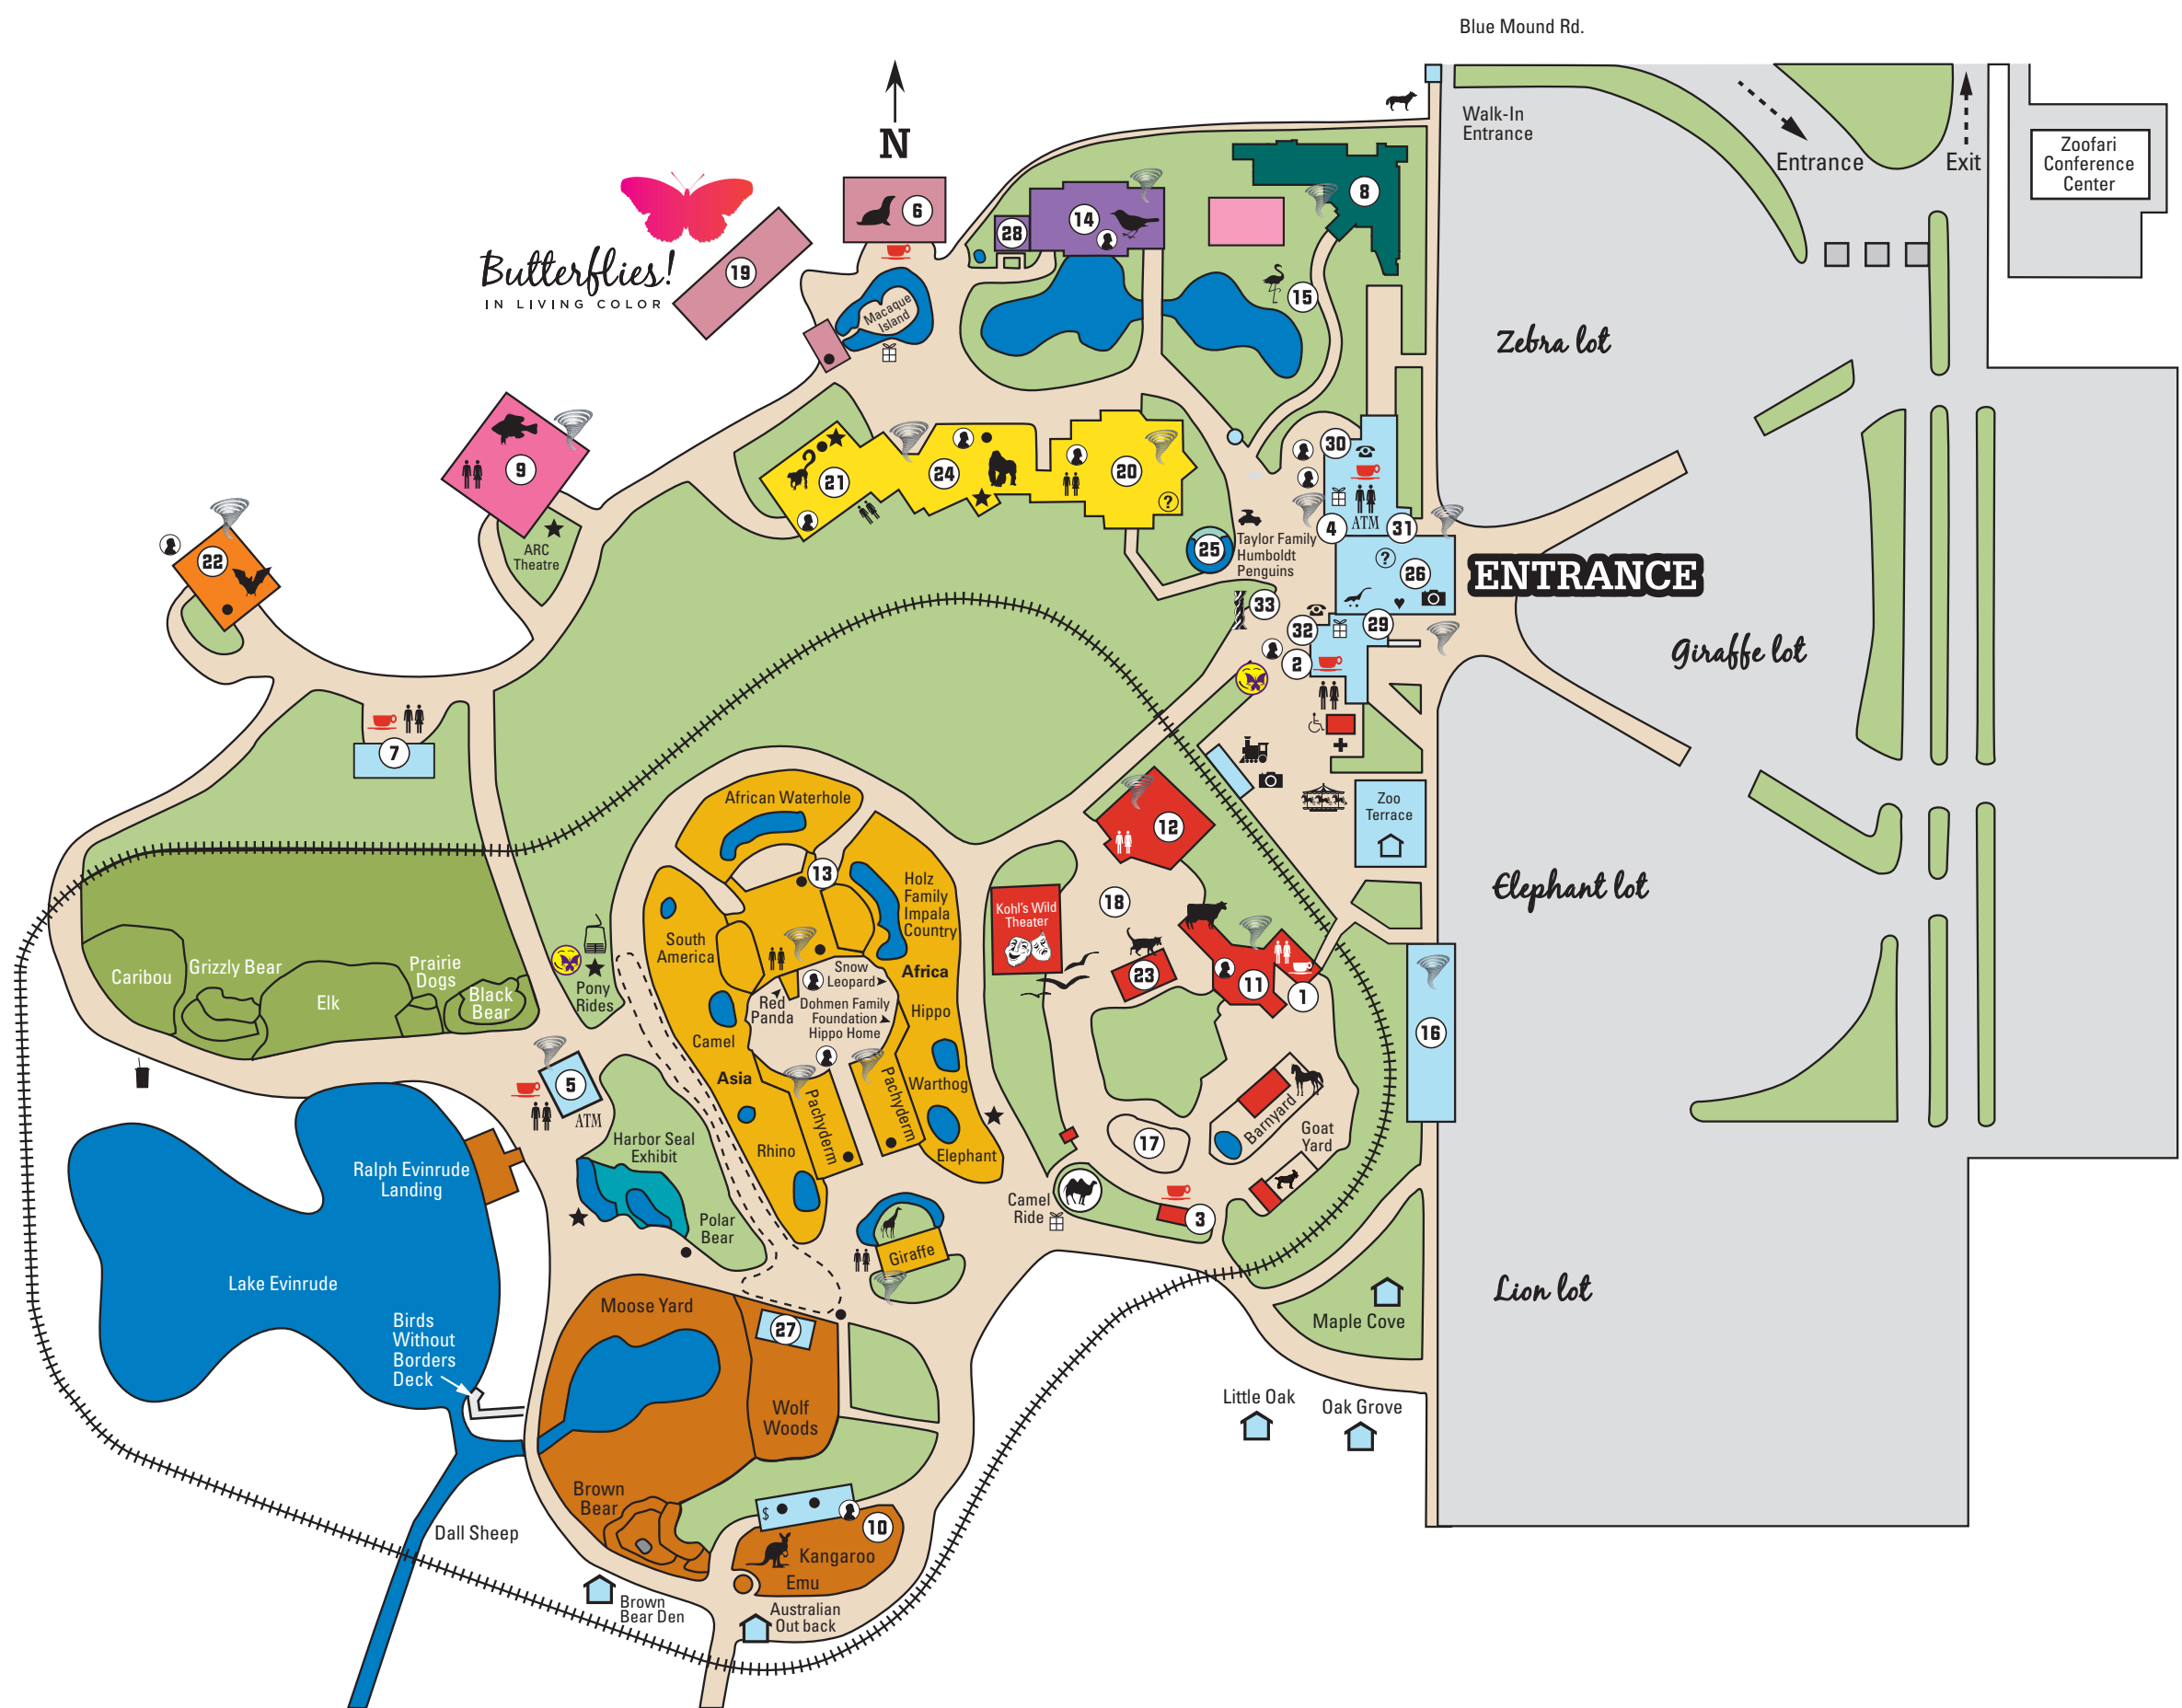 Blue Mound Rd.
Walk-In
Entrance
Entrance
Exit
Zoofari
Conference
Center
N
Butterflies!
IN LIVING COLOR
6
19
28
14
8
15
Macaque
Island
Zebra lot
9
21
24
20
?
30
4
ATM
31
ARC
Theatre
22
25
Taylor Family
Humboldt
Penguins
?
26
ENTRANCE
33
32
29
2
Giraffe lot
7
Zoo
Terrace
African Waterhole
12
13
Holz
Family
Impala
Country
Kohl's Wild
Theater
18
Elephant lot
South
America
Africa
Caribou
Grizzly Bear
Elk
Prairie
Dogs
Black
Bear
Pony
Rides
Snow
Leopard
Red
Panda
Dohmen Family
Foundation
Hippo Home
Hippo
23
11
1
16
Camel
Asia
Warthog
Pachyderm
Pachyderm
5
ATM
Harbor Seal
Exhibit
Rhino
Elephant
17
Barnyard
Goat
Yard
Ralph Evinrude
Landing
Camel
Ride
3
Polar
Bear
Giraffe
Lake Evinrude
Moose Yard
27
Maple Cove
Lion lot
Birds
Without
Borders
Deck
Wolf
Woods
Little Oak
Oak Grove
Brown
Bear
$
10
Dall Sheep
Kangaroo
Emu
Brown
Bear Den
Australian
Out back